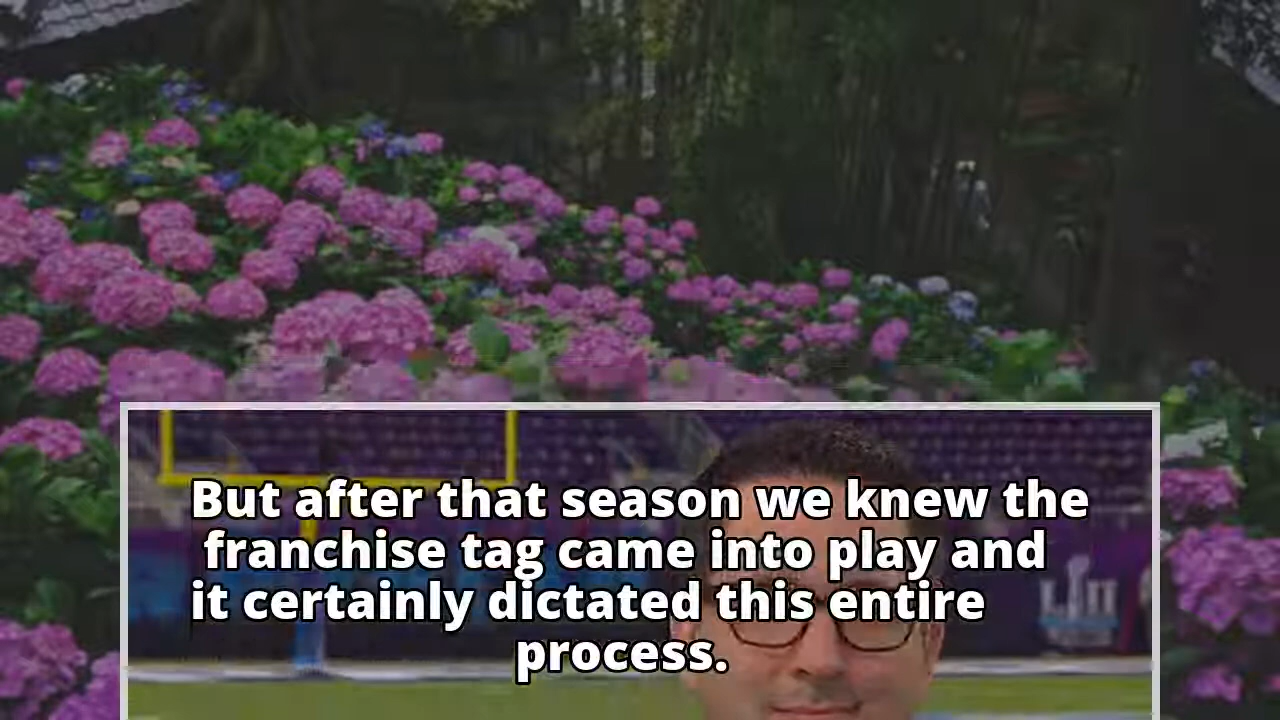 But after that season we knew the
franchise tag came into play and
it certainly dictated this entire
process.
LII